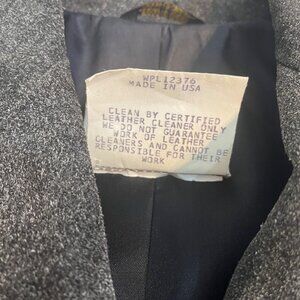 WPL12376
MADE IN USA
CLEAN BY CERTIFIED
LEATHER CLEANER ONLY
WE DO NOT GUARANTEE
WORK OF LEATHER
CLEANERS AND CANNOT BE
RESPONSIBLE FOR THEIR
WORK